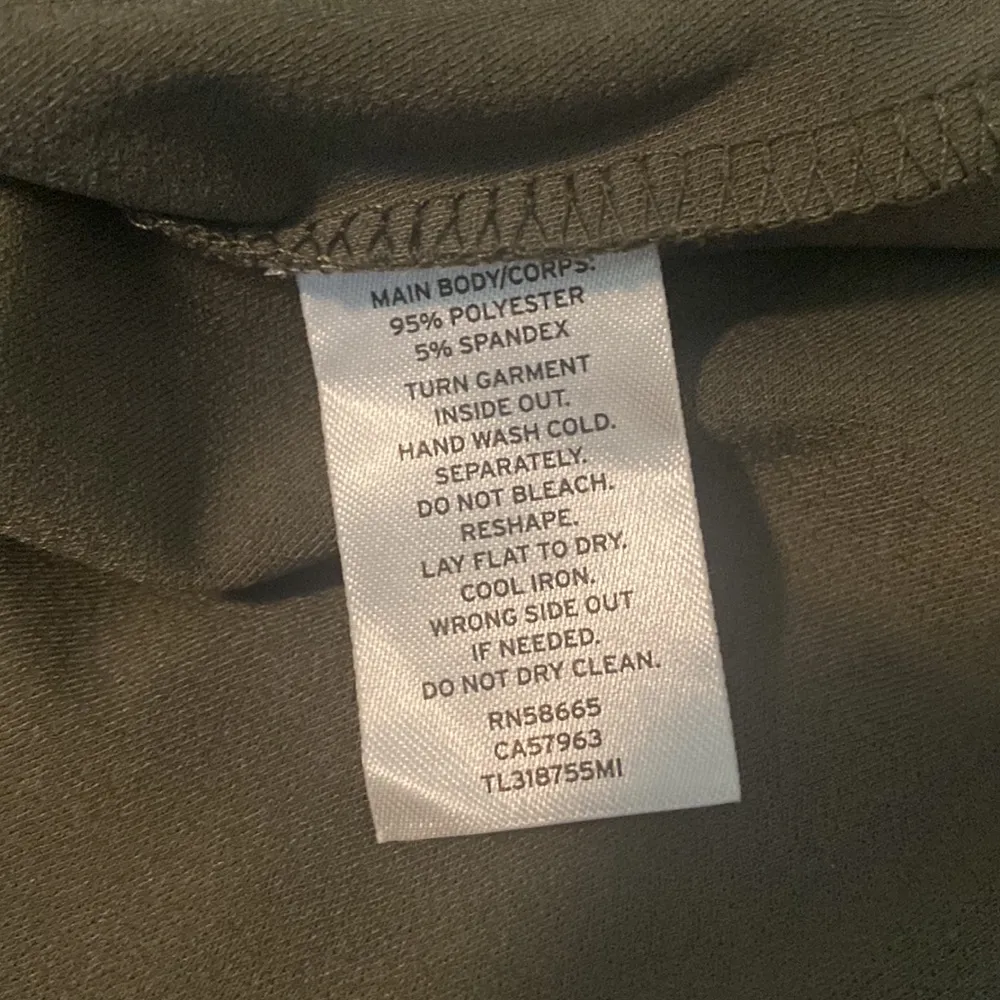 MAIN BODY/CORPS:
95% POLYESTER
5% SPANDEX
TURN GARMENT
INSIDE OUT.
HAND WASH COLD.
SEPARATELY.
DO NOT BLEACH.
RESHAPE.
LAY FLAT TO DRY.
COOL IRON.
WRONG SIDE OUT
IF NEEDED.
DO NOT DRY CLEAN.
RN58665
CA57963
TL318755MI